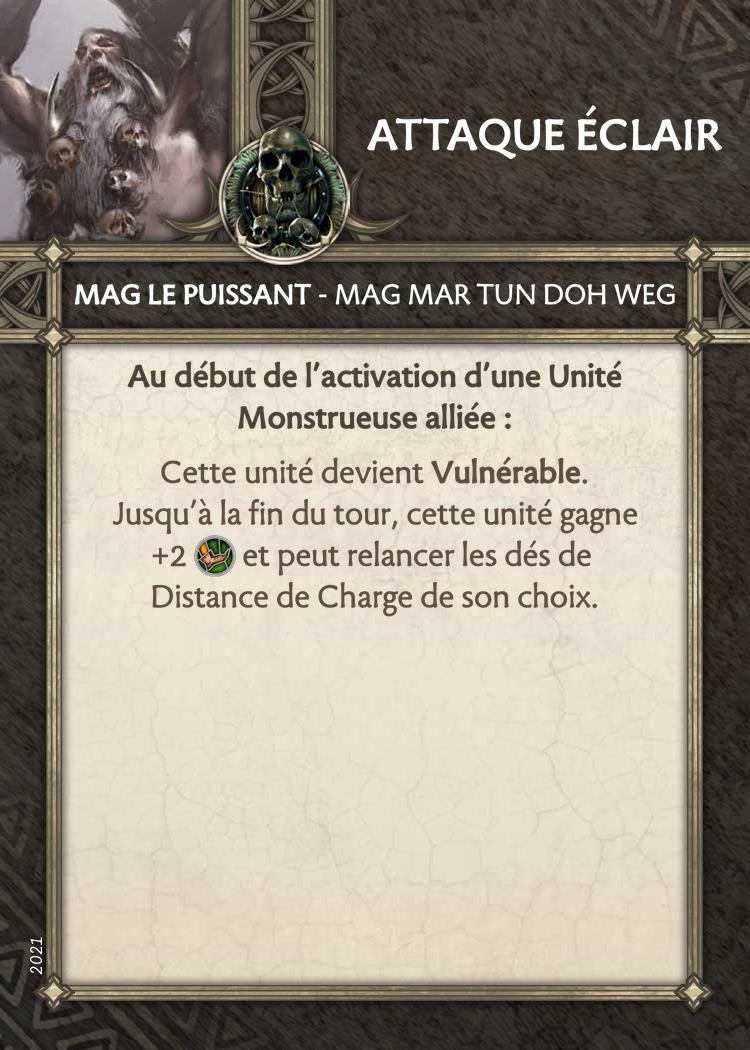 ATTAQUE ÉCLAIR
MAG LE PUISSANT - MAG MAR TUN DOH WEG
Au début de l'activation d'une Unité
Monstrueuse alliée :
Cette unité devient Vulnérable.
Jusqu'à la fin du tour, cette unité gagne
+2 et peut relancer les dés de
Distance de Charge de son choix.
2021